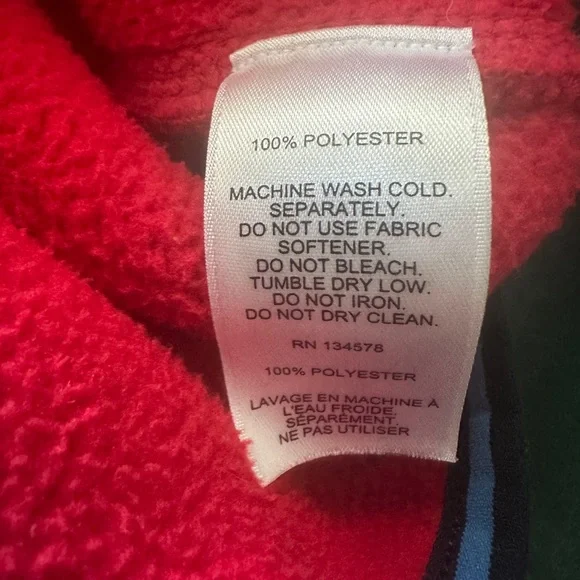 100% POLYESTER
MACHINE WASH COLD.
SEPARATELY.
DO NOT USE FABRIC
SOFTENER.
DO NOT BLEACH.
TUMBLE DRY LOW.
DO NOT IRON.
DO NOT DRY CLEAN.
RN 134578
100% POLYESTER
LAVAGE EN MACHINE À
L'EAU FROIDE.
SÉPARÉMENT.
NE PAS UTILISER